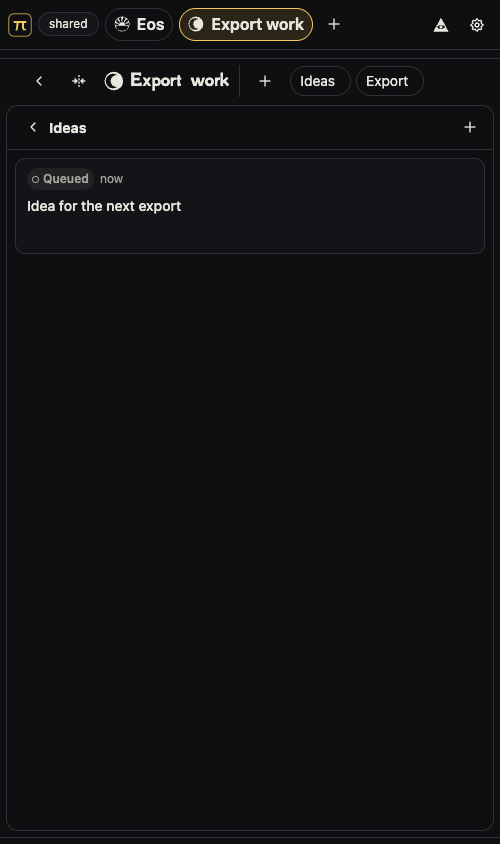 π shared Eos Export work
Export work Ideas Export
Ideas
Queued now
Idea for the next export